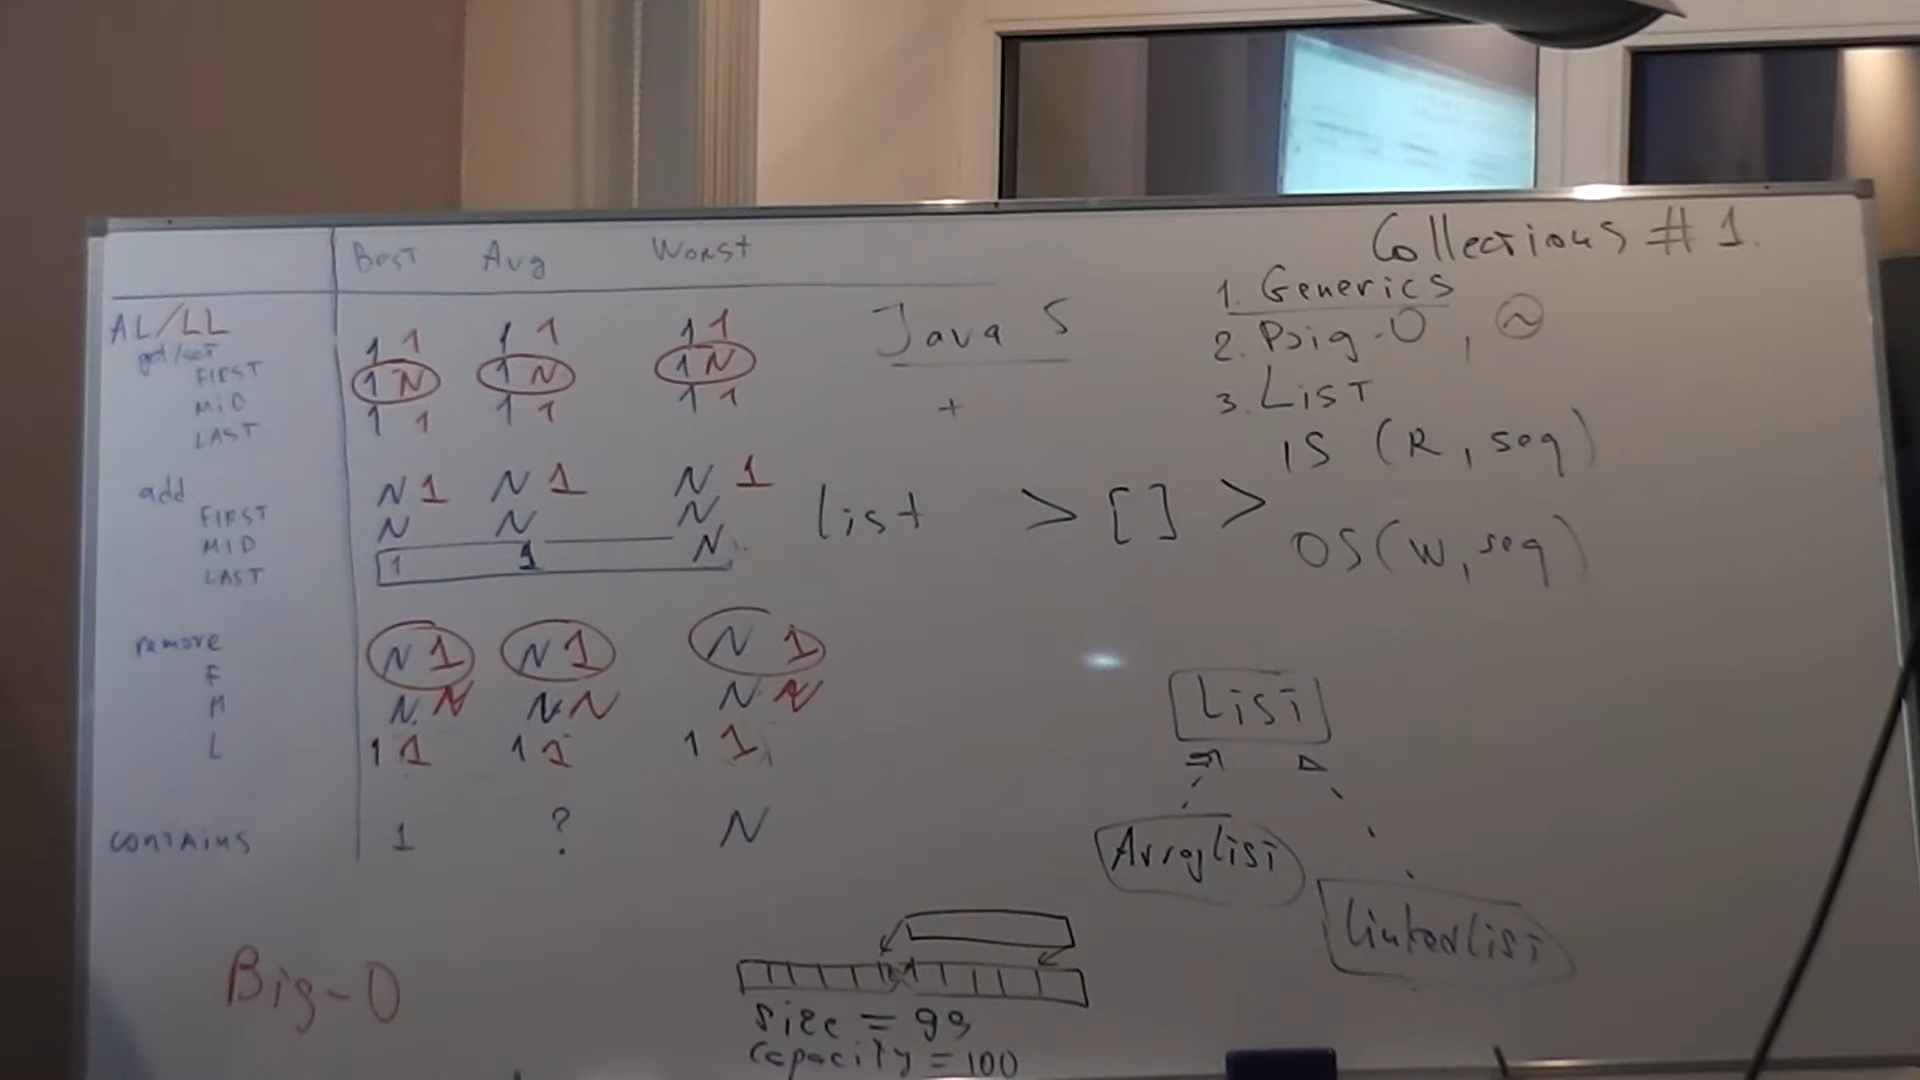 Best Avg Worst
AL/LL
get/set
1 1 1 1 1 1
FIRST
1 N 1 N 1 N
MID
1 1 1 1 1 1
LAST
add
N 1 N 1 N 1
FIRST
N N N
MID
1 1 N
LAST
remove
N 1 N 1 N 1
F
N N N N N N
M
1 1 1 1 1 1
L
contains 1 ? N
Big-O
Java 5
+
list > [] >
Collections #1.
1. Generics
2. Big-O, ~
3. List
IS (R, seq)
OS (W, seq)
List
ArrayList
LinkedList
size = 99
capacity = 100